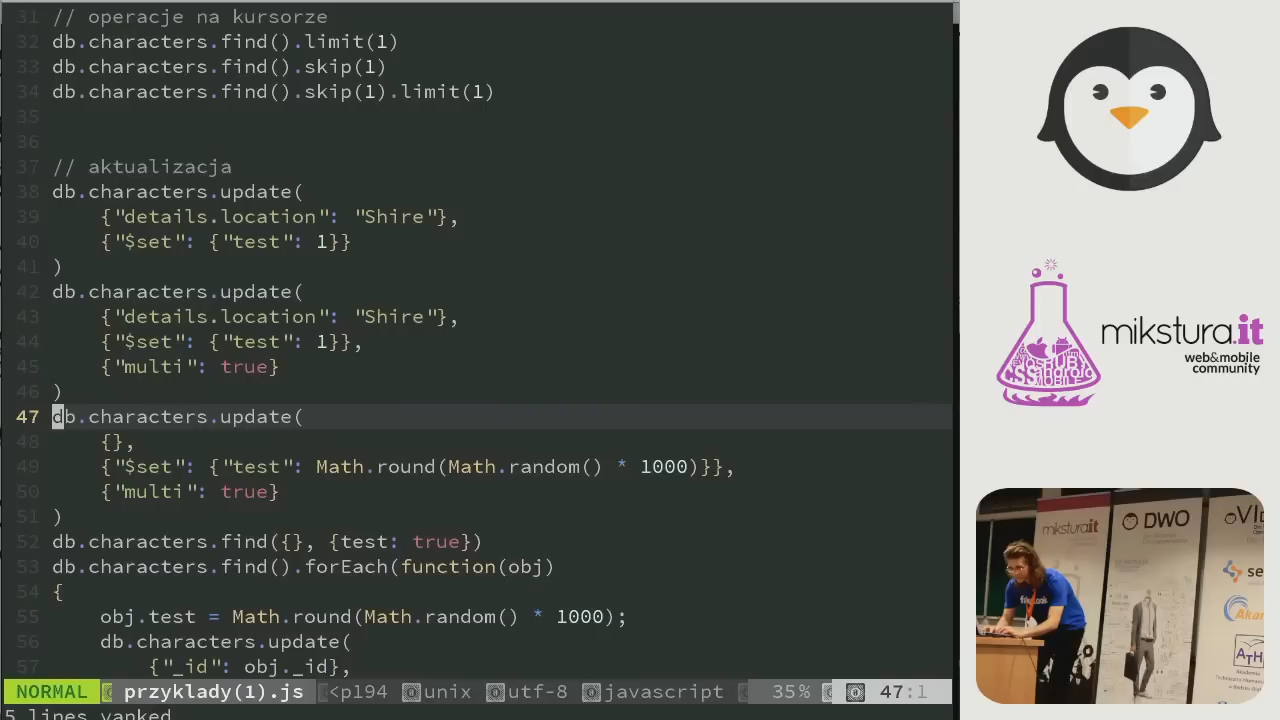 31 // operacje na kursorze
32 db.characters.find().limit(1)
33 db.characters.find().skip(1)
34 db.characters.find().skip(1).limit(1)
35
36
37 // aktualizacja
38 db.characters.update(
39 {"details.location": "Shire"},
40 {"$set": {"test": 1}}
41 )
42 db.characters.update(
43 {"details.location": "Shire"},
44 {"$set": {"test": 1}},
45 {"multi": true}
46 )
47 db.characters.update(
48 {},
49 {"$set": {"test": Math.round(Math.random() * 1000)}},
50 {"multi": true}
51 )
52 db.characters.find({}, {test: true})
53 db.characters.find().forEach(function(obj)
54 {
55 obj.test = Math.round(Math.random() * 1000);
56 db.characters.update(
57 {"_id": obj._id},
NORMAL przyklady(1).js <p194 unix utf-8 javascript 35% 47:1
5 lines yanked
mikstura.it
web&mobile
community
CSS
MOBILE
mikstura.it
DWO